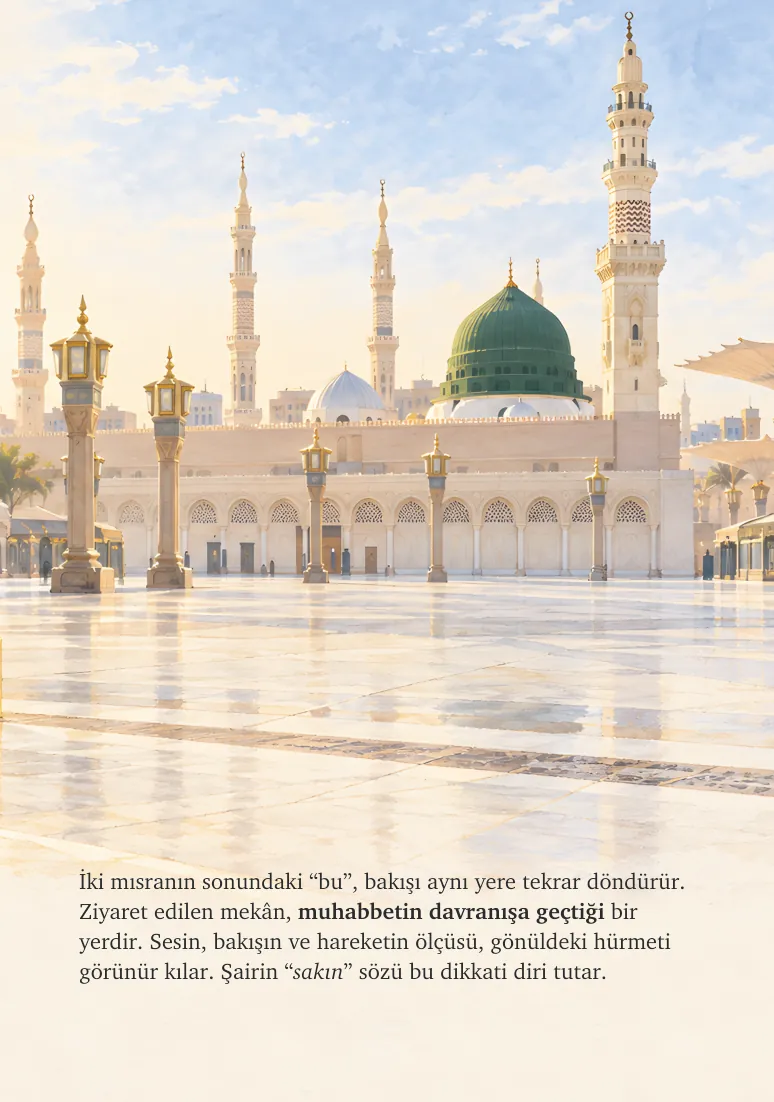 İki mısranın sonundaki “bu”, bakışı aynı yere tekrar döndürür.
Ziyaret edilen mekân, muhabbetin davranışa geçtiği bir
yerdir. Sesin, bakışın ve hareketin ölçüsü, gönüldeki hürmeti
görünür kılar. Şairin “sakın” sözü bu dikkati diri tutar.